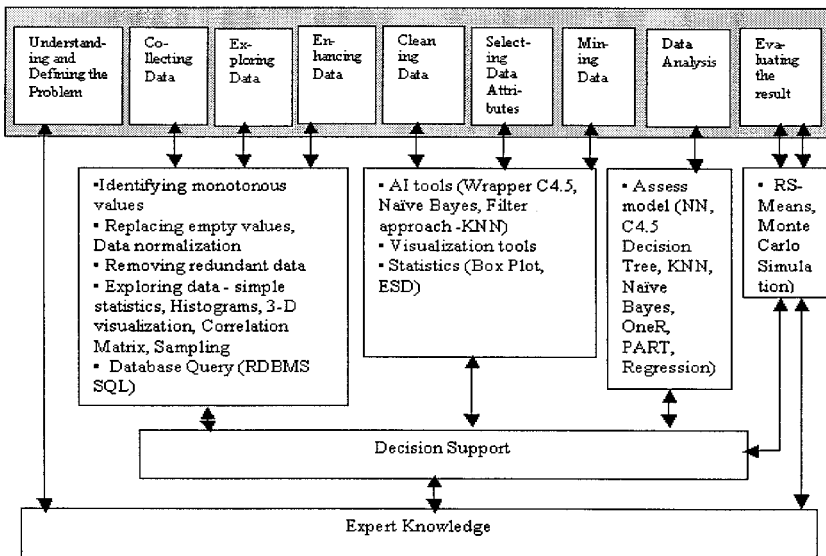 Understand-
ing and
Defining the
Problem
Co-
llecting
Data
Ex-
ploring
Data
En-
hancing
Data
Clean
ing
Data
Select-
ing
Data
Attri-
butes
Mi-
ning
Data
Data
Analysis
Eva-
luating
the
result
▪Identifying monotonous
values
▪ Replacing empty values,
Data normalization
▪ Removing redundant data
▪ Exploring data - simple
statistics, Histograms, 3-D
visualization, Correlation
Matrix, Sampling
▪ Database Query (RDBMS
SQL)
▪ AI tools (Wrapper C4.5,
Naïve Bayes, Filter
approach -KNN)
▪ Visualization tools
▪ Statistics (Box Plot,
ESD)
▪ Assess
model (NN,
C4.5
Decision
Tree, KNN,
Naïve
Bayes,
OneR,
PART,
Regression)
▪ RS-
Means,
Monte
Carlo
Simula
tion)
Decision Support
Expert Knowledge